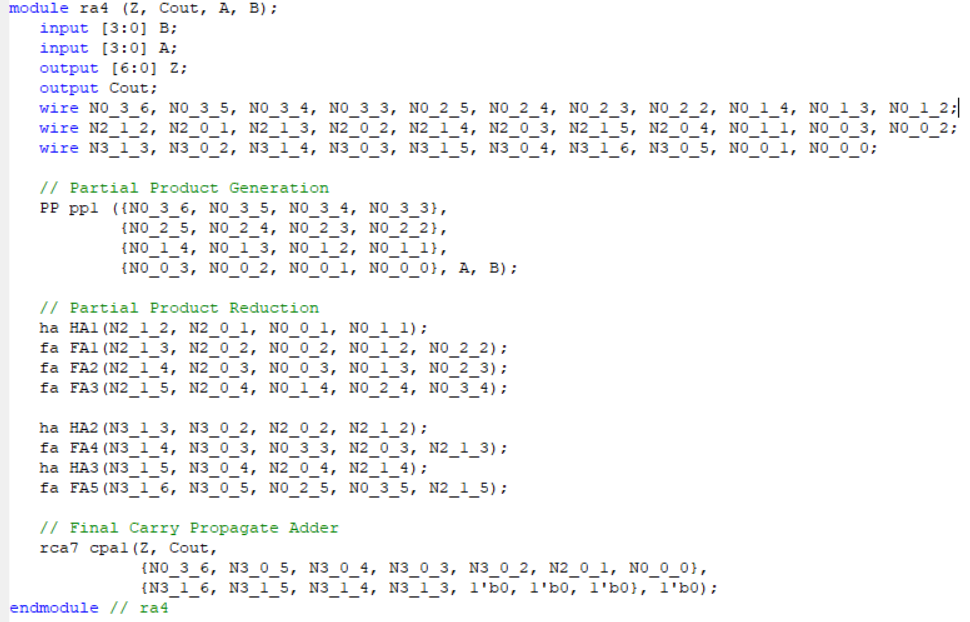 module ra4 (Z, Cout, A, B);
   input [3:0] B;
   input [3:0] A;
   output [6:0] Z;
   output Cout;
   wire N0_3_6, N0_3_5, N0_3_4, N0_3_3, N0_2_5, N0_2_4, N0_2_3, N0_2_2, N0_1_4, N0_1_3, N0_1_2;
   wire N2_1_2, N2_0_1, N2_1_3, N2_0_2, N2_1_4, N2_0_3, N2_1_5, N2_0_4, N0_1_1, N0_0_3, N0_0_2;
   wire N3_1_3, N3_0_2, N3_1_4, N3_0_3, N3_1_5, N3_0_4, N3_1_6, N3_0_5, N0_0_1, N0_0_0;
   // Partial Product Generation
   PP pp1 ({N0_3_6, N0_3_5, N0_3_4, N0_3_3},
           {N0_2_5, N0_2_4, N0_2_3, N0_2_2},
           {N0_1_4, N0_1_3, N0_1_2, N0_1_1},
           {N0_0_3, N0_0_2, N0_0_1, N0_0_0}, A, B);
   // Partial Product Reduction
   ha HA1(N2_1_2, N2_0_1, N0_0_1, N0_1_1);
   fa FA1(N2_1_3, N2_0_2, N0_0_2, N0_1_2, N0_2_2);
   fa FA2(N2_1_4, N2_0_3, N0_0_3, N0_1_3, N0_2_3);
   fa FA3(N2_1_5, N2_0_4, N0_1_4, N0_2_4, N0_3_4);
   ha HA2(N3_1_3, N3_0_2, N2_0_2, N2_1_2);
   fa FA4(N3_1_4, N3_0_3, N0_3_3, N2_0_3, N2_1_3);
   ha HA3(N3_1_5, N3_0_4, N2_0_4, N2_1_4);
   fa FA5(N3_1_6, N3_0_5, N0_2_5, N0_3_5, N2_1_5);
   // Final Carry Propagate Adder
   rca7 cpa1(Z, Cout,
             {N0_3_6, N3_0_5, N3_0_4, N3_0_3, N3_0_2, N2_0_1, N0_0_0},
             {N3_1_6, N3_1_5, N3_1_4, N3_1_3, 1'b0, 1'b0, 1'b0}, 1'b0);
endmodule // ra4